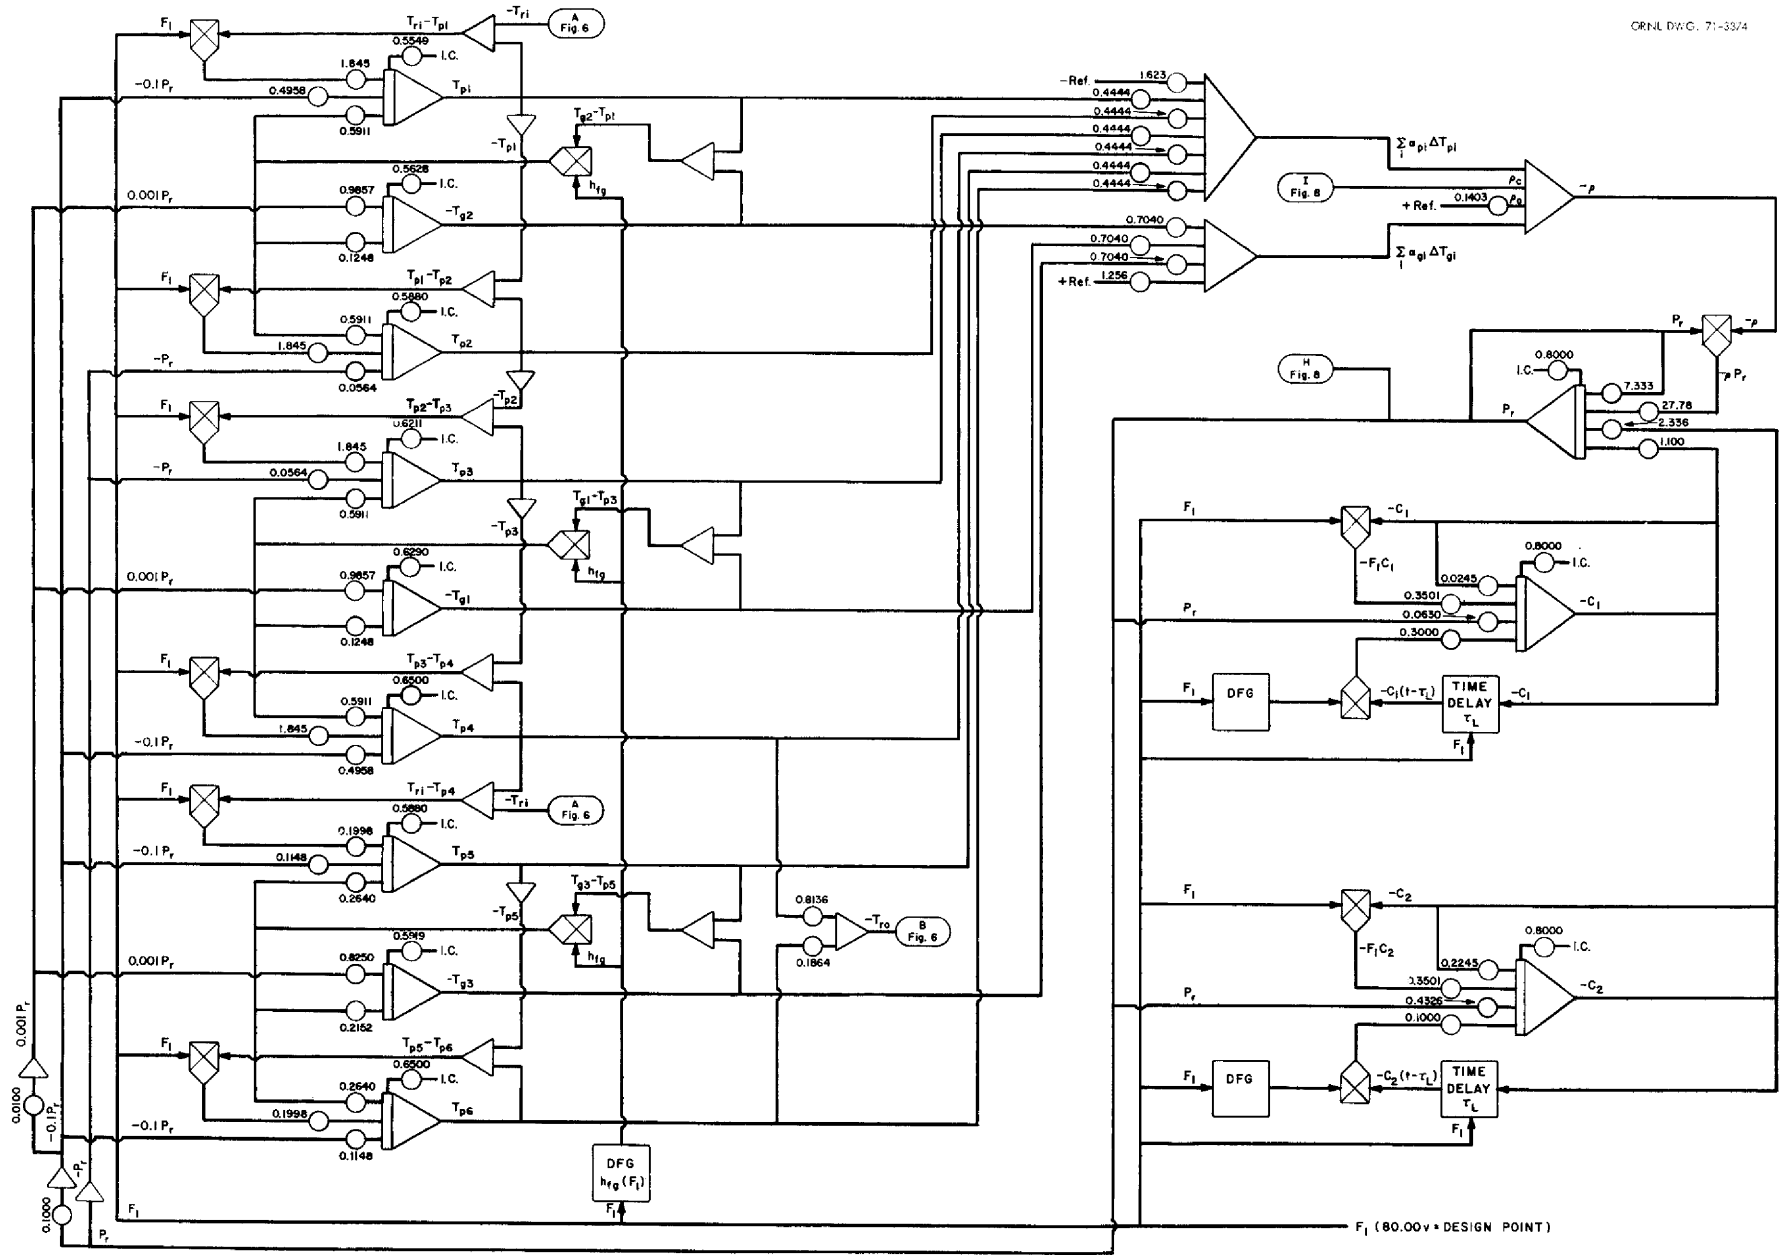 ORNL DWG. 71-3374
F₁
Tri−Tp1
−Tri
A
Fig. 6
0.5549
I.C.
1.845
−0.1 Pr
0.4958
Tp1
0.5911
−Tp1
Tg2−Tp1
hfg
0.5628
I.C.
0.001 Pr
0.9857
−Tg2
0.1248
F₁
Tp1−Tp2
0.5880
I.C.
0.5911
1.845
Tp2
−Pr
0.0564
−Tp2
F₁
Tp2−Tp3
0.6211
I.C.
1.845
−Pr
0.0564
Tp3
0.5911
−Tp3
Tg1−Tp3
hfg
0.6290
I.C.
0.001 Pr
0.9857
−Tg1
0.1248
F₁
Tp3−Tp4
0.6500
I.C.
0.5911
1.845
Tp4
−0.1 Pr
0.4958
F₁
Tri−Tp4
−Tri
A
Fig. 6
0.5880
I.C.
0.1998
−0.1 Pr
0.1148
Tp5
0.2640
−Tp5
Tg3−Tp5
hfg
0.5919
I.C.
0.001 Pr
0.8250
−Tg3
0.2152
F₁
Tp5−Tp6
0.6500
I.C.
0.2640
0.1998
Tp6
−0.1 Pr
0.1148
0.8136
0.1864
−Tro
B
Fig. 6
0.001 Pr
0.0100
−0.1 Pr
−Pr
0.1000
F₁
Pr
DFG
hfg (F₁)
F₁
−Ref.
1.623
0.4444
0.4444
0.4444
0.4444
0.4444
0.4444
∑ αpi ΔTpi
i
I
Fig. 8
ρc
ρo
+Ref.
0.1403
−ρ
0.7040
0.7040
0.7040
+Ref.
1.256
∑ αgi ΔTgi
i
Pr
−ρ
−ρ Pr
H
Fig. 8
0.8000
I.C.
7.333
27.78
2.336
1.100
Pr
F₁
−C₁
−F₁C₁
0.8000
I.C.
0.0245
0.3501
Pr
0.0630
0.3000
−C₁
F₁
DFG
−C₁(t−τL)
TIME
DELAY
τL
−C₁
F₁
F₁
−C₂
−F₁C₂
0.8000
I.C.
0.2245
0.3501
Pr
0.4326
0.1000
−C₂
F₁
DFG
−C₂(t−τL)
TIME
DELAY
τL
F₁
F₁ (80.00v = DESIGN POINT)